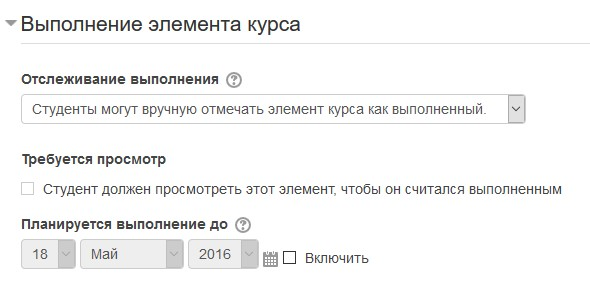 Выполнение элемента курса
Отслеживание выполнения ?
Студенты могут вручную отмечать элемент курса как выполненный.
Требуется просмотр
Студент должен просмотреть этот элемент, чтобы он считался выполненным
Планируется выполнение до ?
18 Май 2016 Включить